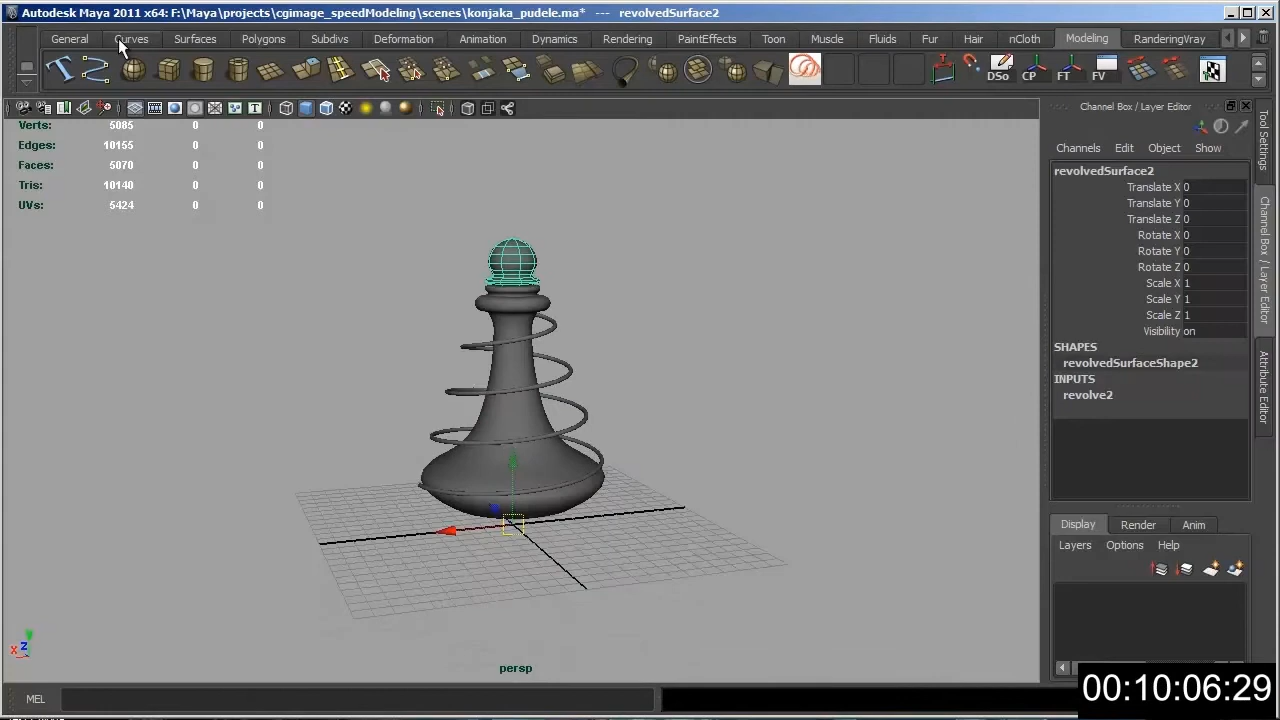 Autodesk Maya 2011 x64: F:\Maya\projects\cgimage_speedModeling\scenes\konjaka_pudele.ma* --- revolvedSurface2
General Curves Surfaces Polygons Subdivs Deformation Animation Dynamics Rendering PaintEffects Toon Muscle Fluids Fur Hair nCloth Modeling RenderingVray
DSo CP FT FV
Channel Box / Layer Editor
Verts: 5085 0 0
Edges: 10155 0 0
Faces: 5070 0 0
Tris: 10140 0 0
UVs: 5424 0 0
Channels Edit Object Show
revolvedSurface2
Translate X 0
Translate Y 0
Translate Z 0
Rotate X 0
Rotate Y 0
Rotate Z 0
Scale X 1
Scale Y 1
Scale Z 1
Visibility on
SHAPES
revolvedSurfaceShape2
INPUTS
revolve2
Tool Settings
Channel Box / Layer Editor
Attribute Editor
Display Render Anim
Layers Options Help
x z y
persp
MEL
00:10:06:29